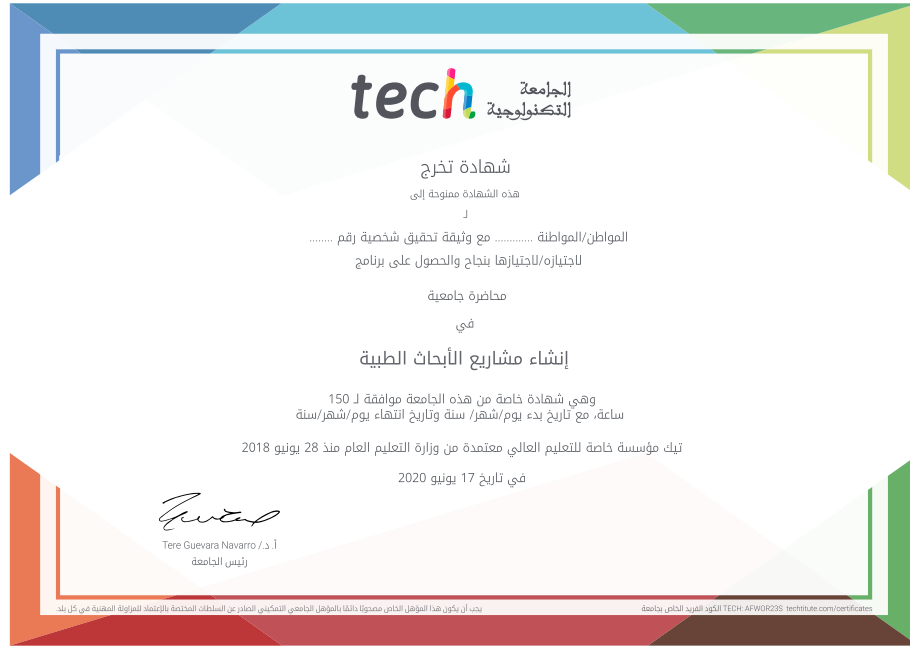 tech الجامعة
التكنولوجية
شهادة تخرج
هذه الشهادة ممنوحة إلى
لـ
المواطن/المواطنة ............ مع وثيقة تحقيق شخصية رقم ........
لاجتيازه/لاجتيازها بنجاح والحصول على برنامج
محاضرة جامعية
في
إنشاء مشاريع الأبحاث الطبية
وهي شهادة خاصة من هذه الجامعة موافقة لـ 150
ساعة، مع تاريخ بدء يوم/شهر/ سنة وتاريخ انتهاء يوم/شهر/سنة
تيك مؤسسة خاصة للتعليم العالي معتمدة من وزارة التعليم العام منذ 28 يونيو 2018
في تاريخ 17 يونيو 2020
أ. د./ Tere Guevara Navarro
رئيس الجامعة
يجب أن يكون هذا المؤهل الخاص مصحوبًا دائمًا بالمؤهل الجامعي التمكيني الصادر عن السلطات المختصة بالإعتماد للمزاولة المهنية في كل بلد.
الكود الفريد الخاص بجامعة TECH: AFWOR23S techtitute.com/certificates